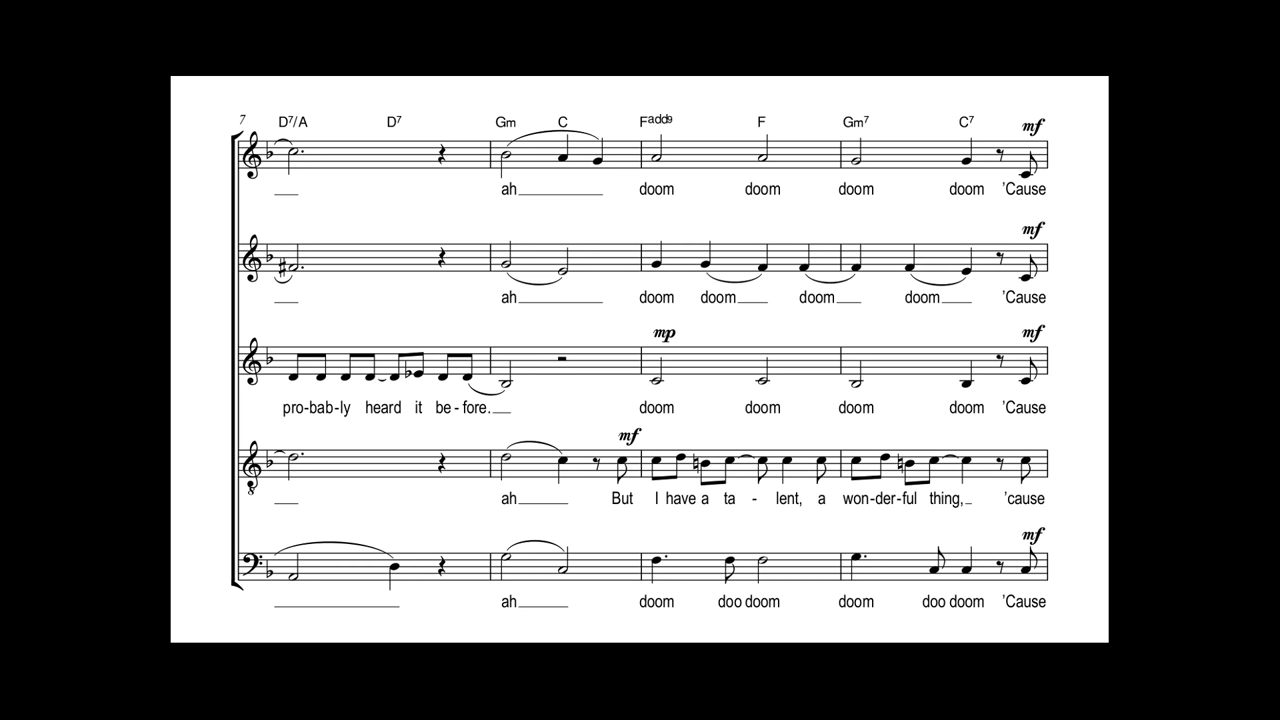 7 D7/A D7 Gm C Fadd9 F Gm7 C7 mf
ah doom doom doom doom 'Cause
mf
ah doom doom doom doom 'Cause
mp mf
pro-bab-ly heard it be-fore. doom doom doom doom 'Cause
mf
ah But I have a ta - lent, a won-der-ful thing, 'cause
8
mf
ah doom doo doom doom doo doom 'Cause